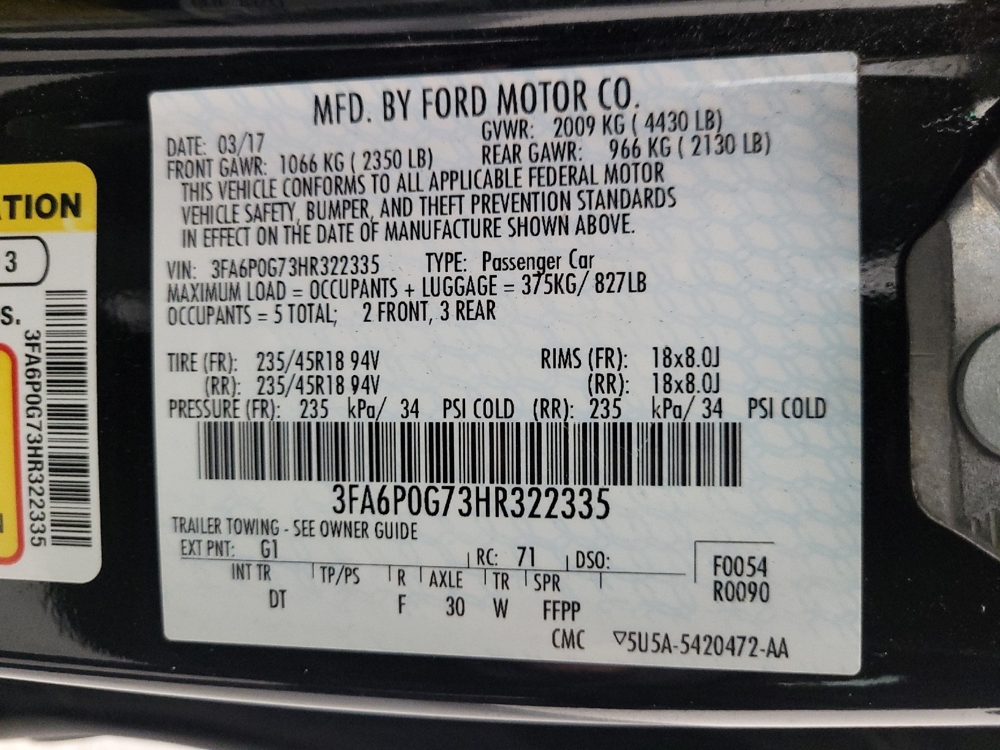 MFD. BY FORD MOTOR CO.
DATE: 03/17 GVWR: 2009 KG ( 4430 LB)
FRONT GAWR: 1066 KG ( 2350 LB) REAR GAWR: 966 KG ( 2130 LB)
THIS VEHICLE CONFORMS TO ALL APPLICABLE FEDERAL MOTOR
VEHICLE SAFETY, BUMPER, AND THEFT PREVENTION STANDARDS
IN EFFECT ON THE DATE OF MANUFACTURE SHOWN ABOVE.
VIN: 3FA6P0G73HR322335 TYPE: Passenger Car
MAXIMUM LOAD = OCCUPANTS + LUGGAGE = 375KG/ 827LB
OCCUPANTS = 5 TOTAL; 2 FRONT, 3 REAR
TIRE (FR): 235/45R18 94V RIMS (FR): 18x8.0J
(RR): 235/45R18 94V (RR): 18x8.0J
PRESSURE (FR): 235 kPa/ 34 PSI COLD (RR): 235 kPa/ 34 PSI COLD
3FA6P0G73HR322335
TRAILER TOWING - SEE OWNER GUIDE
EXT PNT: G1 RC: 71 DSO:
INT TR TP/PS R AXLE TR SPR
DT F 30 W FFPP
F0054
R0090
CMC ▽5U5A-5420472-AA
ATION
3
S.
3FA6P0G73HR322335